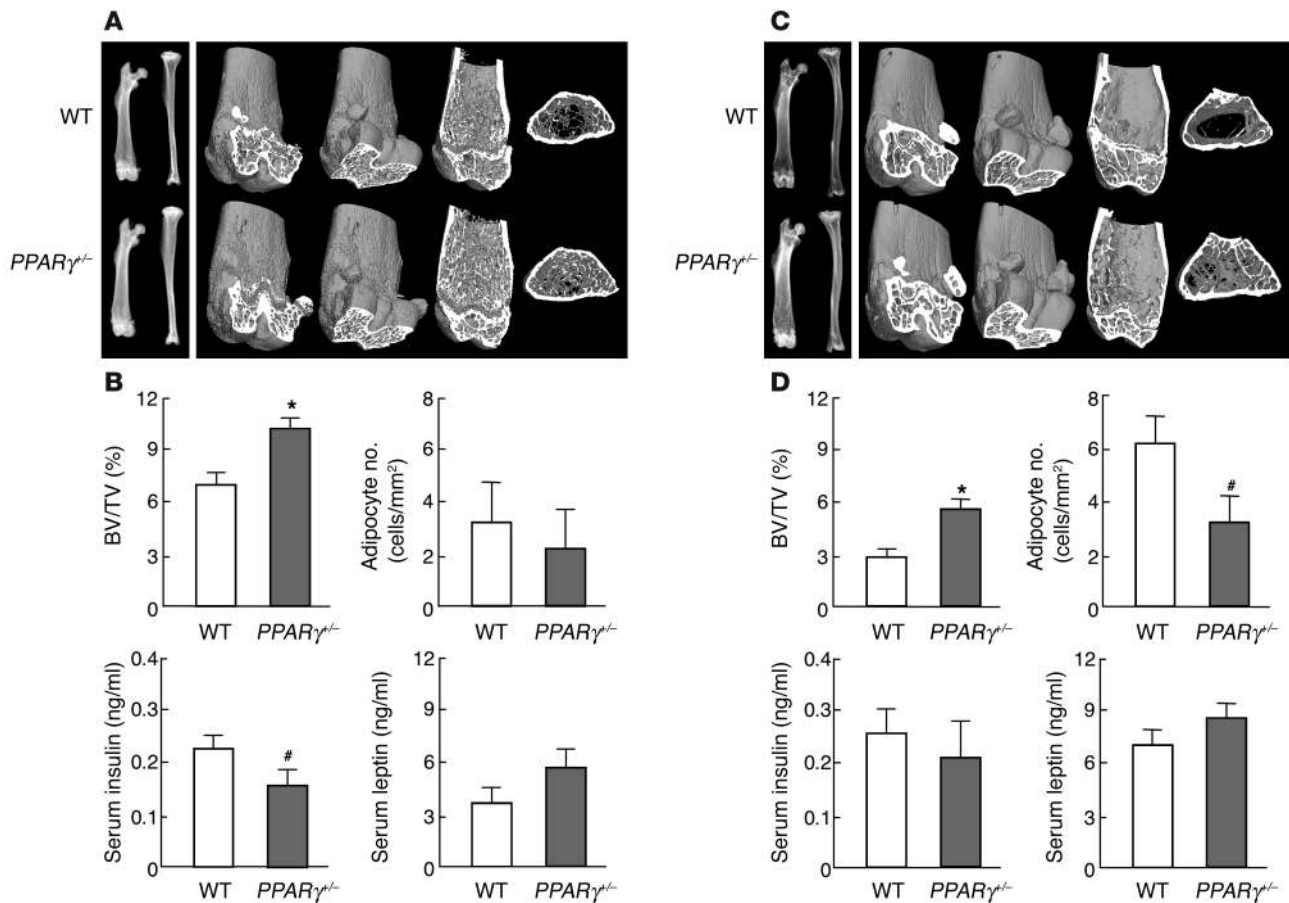 A
WT
PPARγ+/−
B
12
9
6
3
0
BV/TV (%)
*
WT
PPARγ+/−
8
6
4
2
0
Adipocyte no.
(cells/mm²)
WT
PPARγ+/−
0.4
0.3
0.2
0.1
0
Serum insulin (ng/ml)
#
WT
PPARγ+/−
12
9
6
3
0
Serum leptin (ng/ml)
WT
PPARγ+/−
C
WT
PPARγ+/−
D
12
9
6
3
0
BV/TV (%)
*
WT
PPARγ+/−
8
6
4
2
0
Adipocyte no.
(cells/mm²)
#
WT
PPARγ+/−
0.4
0.3
0.2
0.1
0
Serum insulin (ng/ml)
WT
PPARγ+/−
12
9
6
3
0
Serum leptin (ng/ml)
WT
PPARγ+/−